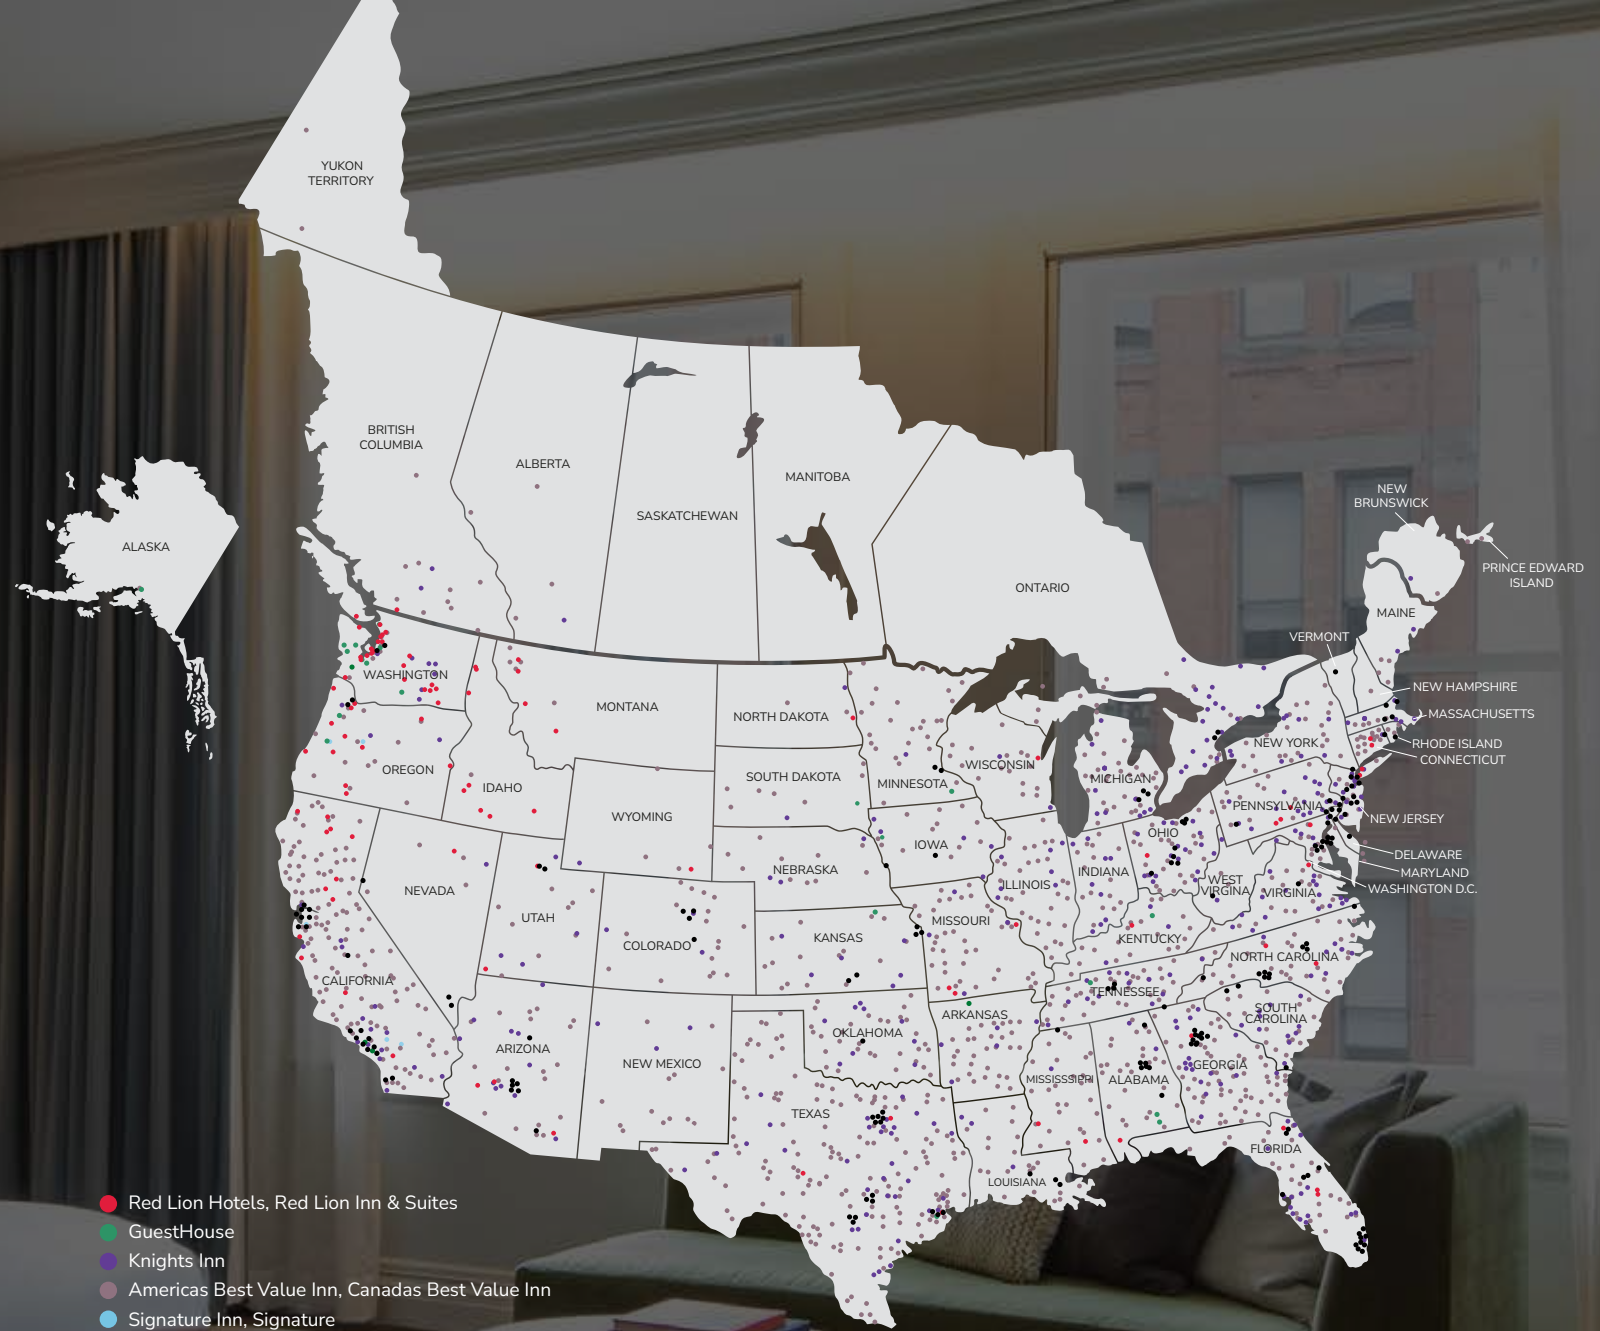 YUKON
TERRITORY
BRITISH
COLUMBIA
ALBERTA
SASKATCHEWAN
MANITOBA
ONTARIO
NEW
BRUNSWICK
PRINCE EDWARD
ISLAND
ALASKA
MAINE
VERMONT
WASHINGTON
MONTANA
NORTH DAKOTA
NEW HAMPSHIRE
MASSACHUSETTS
RHODE ISLAND
CONNECTICUT
NEW YORK
WISCONSIN
MICHIGAN
OREGON
IDAHO
SOUTH DAKOTA
MINNESOTA
WYOMING
PENNSYLVANIA
NEW JERSEY
OHIO
IOWA
DELAWARE
MARYLAND
WASHINGTON D.C.
NEBRASKA
NEVADA
ILLINOIS
INDIANA
WEST
VIRGINA
VIRGINIA
UTAH
COLORADO
KANSAS
MISSOURI
KENTUCKY
NORTH CAROLINA
CALIFORNIA
TENNESSEE
SOUTH
CAROLINA
ARKANSAS
OKLAHOMA
ARIZONA
NEW MEXICO
MISSISSSIPPI
ALABAMA
GEORGIA
TEXAS
FLORIDA
LOUISIANA
Red Lion Hotels, Red Lion Inn & Suites
GuestHouse
Knights Inn
Americas Best Value Inn, Canadas Best Value Inn
Signature Inn, Signature